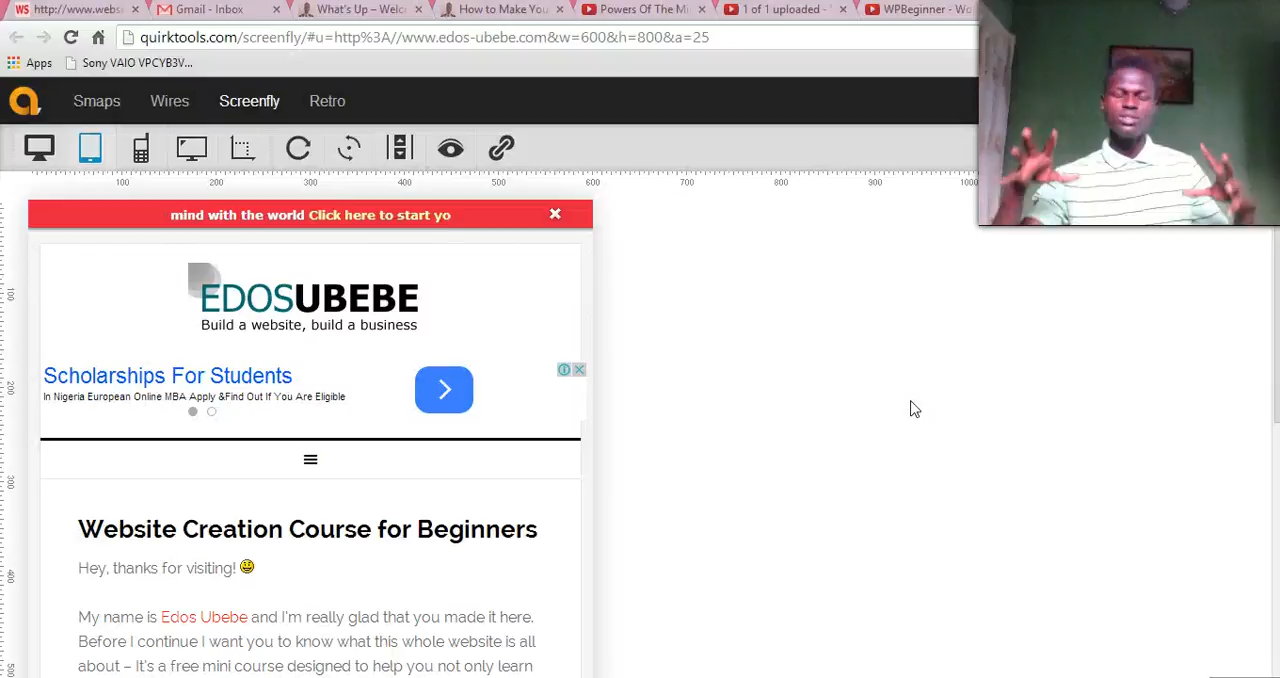 http://www.webs
Gmail - Inbox
What's Up – Welc
How to Make You
Powers Of The Mi
1 of 1 uploaded -
WPBeginner - Wo
quirktools.com/screenfly/#u=http%3A//www.edos-ubebe.com&w=600&h=800&a=25
Apps
Sony VAIO VPCYB3V...
Smaps
Wires
Screenfly
Retro
100 200 300 400 500 600 700 800 900
mind with the world Click here to start yo
EDOSUBEBE
Build a website, build a business
Scholarships For Students
In Nigeria European Online MBA Apply &Find Out If You Are Eligible
Website Creation Course for Beginners
Hey, thanks for visiting!
My name is Edos Ubebe and I'm really glad that you made it here.
Before I continue I want you to know what this whole website is all
about – It's a free mini course designed to help you not only learn
100
200
300
400
500